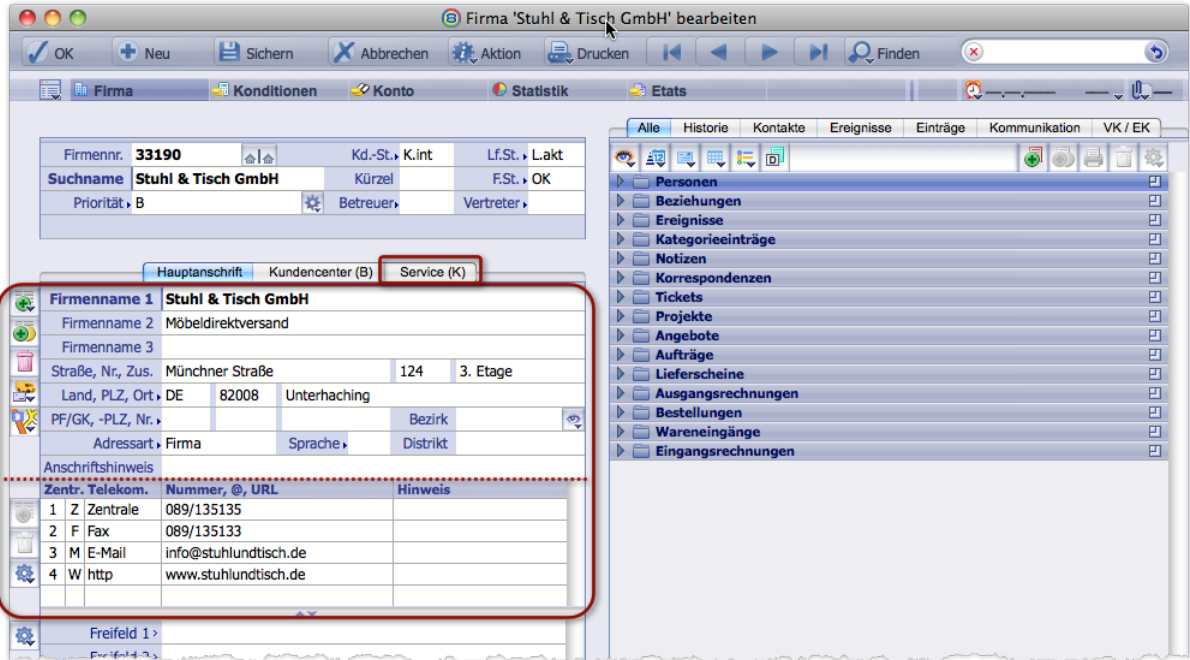 Firma 'Stuhl & Tisch GmbH' bearbeiten
OK Neu Sichern Abbrechen Aktion Drucken Finden
Firma Konditionen Konto Statistik Etats
Firmennr. 33190 Kd.-St. K.int Lf.St. L.akt
Suchname Stuhl & Tisch GmbH Kürzel F.St. OK
Priorität B Betreuer Vertreter
Hauptanschrift Kundencenter (B) Service (K)
Firmenname 1 Stuhl & Tisch GmbH
Firmenname 2 Möbeldirektversand
Firmenname 3
Straße, Nr., Zus. Münchner Straße 124 3. Etage
Land, PLZ, Ort DE 82008 Unterhaching
PF/GK, -PLZ, Nr. Bezirk
Adressart Firma Sprache Distrikt
Anschriftshinweis
Zentr. Telekom. Nummer, @, URL Hinweis
1 Z Zentrale 089/135135
2 F Fax 089/135133
3 M E-Mail info@stuhlundtisch.de
4 W http www.stuhlundtisch.de
Freifeld 1
Alle Historie Kontakte Ereignisse Einträge Kommunikation VK / EK
Personen
Beziehungen
Ereignisse
Kategorieeinträge
Notizen
Korrespondenzen
Tickets
Projekte
Angebote
Aufträge
Lieferscheine
Ausgangsrechnungen
Bestellungen
Wareneingänge
Eingangsrechnungen